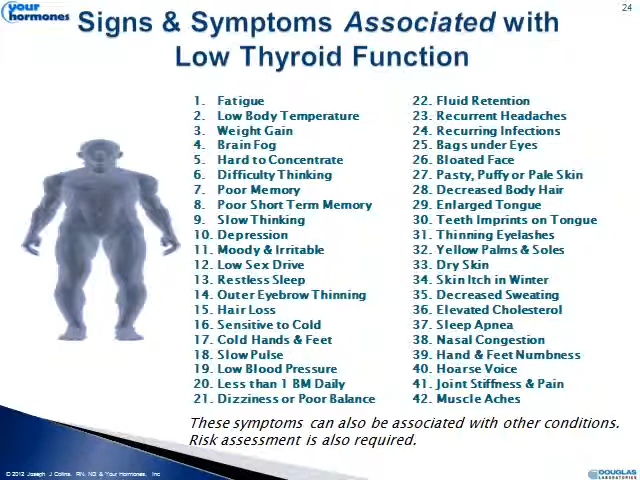 your
hormones
24
Signs & Symptoms Associated with
Low Thyroid Function
1. Fatigue
2. Low Body Temperature
3. Weight Gain
4. Brain Fog
5. Hard to Concentrate
6. Difficulty Thinking
7. Poor Memory
8. Poor Short Term Memory
9. Slow Thinking
10. Depression
11. Moody & Irritable
12. Low Sex Drive
13. Restless Sleep
14. Outer Eyebrow Thinning
15. Hair Loss
16. Sensitive to Cold
17. Cold Hands & Feet
18. Slow Pulse
19. Low Blood Pressure
20. Less than 1 BM Daily
21. Dizziness or Poor Balance
22. Fluid Retention
23. Recurrent Headaches
24. Recurring Infections
25. Bags under Eyes
26. Bloated Face
27. Pasty, Puffy or Pale Skin
28. Decreased Body Hair
29. Enlarged Tongue
30. Teeth Imprints on Tongue
31. Thinning Eyelashes
32. Yellow Palms & Soles
33. Dry Skin
34. Skin Itch in Winter
35. Decreased Sweating
36. Elevated Cholesterol
37. Sleep Apnea
38. Nasal Congestion
39. Hand & Feet Numbness
40. Hoarse Voice
41. Joint Stiffness & Pain
42. Muscle Aches
These symptoms can also be associated with other conditions.
Risk assessment is also required.
© 2012 Joseph J Collins, RN, ND & Your Hormones, Inc
DOUGLAS
LABORATORIES